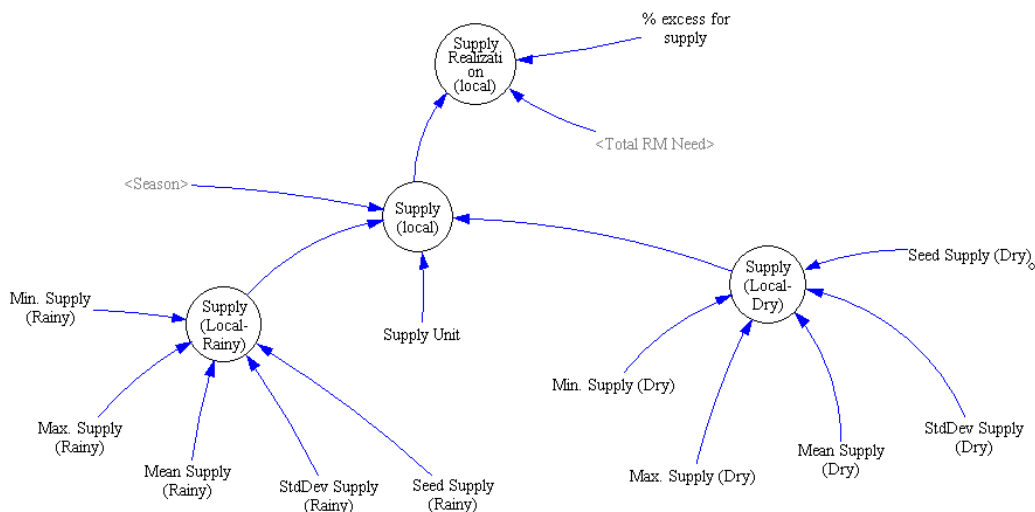 % excess for
supply
Supply
Realizati
on
(local)
<Total RM Need>
<Season>
Supply
(local)
Supply Unit
Seed Supply (Dry)
Supply
(Local-
Dry)
Min. Supply
(Rainy)
Supply
(Local-
Rainy)
Min. Supply (Dry)
Max. Supply
(Rainy)
Mean Supply
(Rainy)
StdDev Supply
(Rainy)
Seed Supply
(Rainy)
Max. Supply (Dry)
Mean Supply
(Dry)
StdDev Supply
(Dry)